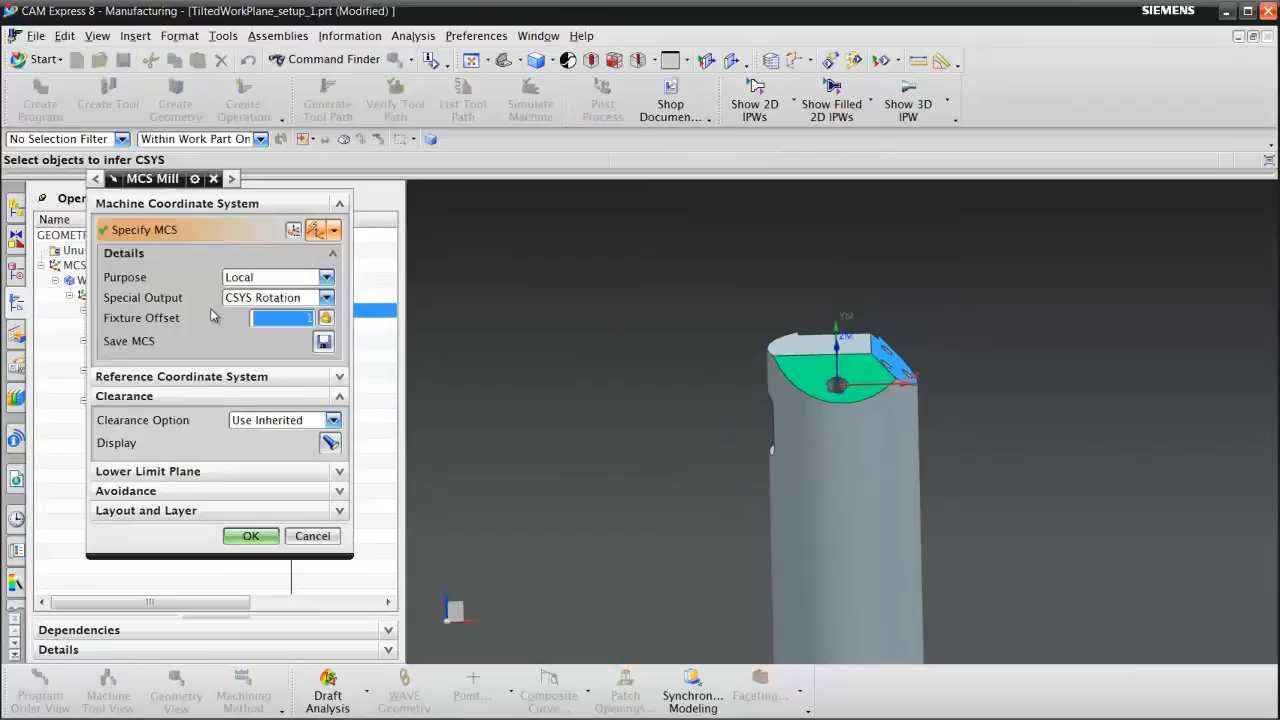 CAM Express 8 - Manufacturing - [TiltedWorkPlane_setup_1.prt (Modified) ]
SIEMENS
File Edit View Insert Format Tools Assemblies Information Analysis Preferences Window Help
Start Command Finder
Create Program Create Tool Create Geometry Create Operation Generate Tool Path Verify Tool Path List Tool Path Simulate Machine Post Process Shop Documen... Show 2D IPWs Show Filled 2D IPWs Show 3D IPW
No Selection Filter Within Work Part On
Select objects to infer CSYS
MCS Mill
Oper
Name
GEOMET
Unu
MCS
W
Machine Coordinate System
Specify MCS
Details
Purpose Local
Special Output CSYS Rotation
Fixture Offset 1
Save MCS
Reference Coordinate System
Clearance
Clearance Option Use Inherited
Display
Lower Limit Plane
Avoidance
Layout and Layer
OK Cancel
YM
ZM
Dependencies
Details
Program Order View Machine Tool View Geometry View Machining Method Draft Analysis WAVE Geometry Point... Composite Curve... Patch Openings... Synchron... Modeling Faceting...